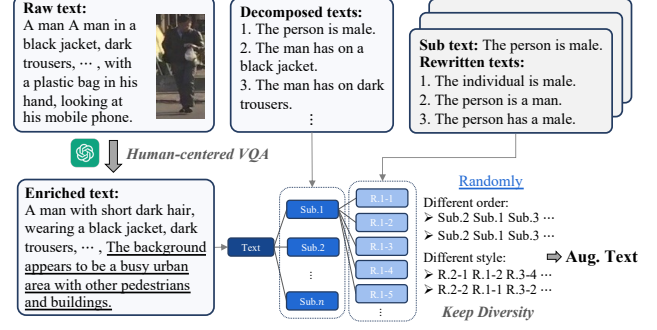 Raw text:
A man A man in a
black jacket, dark
trousers, ⋯ , with
a plastic bag in his
hand, looking at
his mobile phone.
Decomposed texts:
1. The person is male.
2. The man has on a
black jacket.
3. The man has on dark
trousers.
⋮
Sub text: The person is male.
Rewritten texts:
1. The individual is male.
2. The person is a man.
3. The person has a male.
Human-centered VQA
Enriched text:
A man with short dark hair,
wearing a black jacket, dark
trousers, ⋯ , The background
appears to be a busy urban
area with other pedestrians
and buildings.
Text
Sub.1
Sub.2
⋮
Sub.n
R.1-1
R.1-2
R.1-3
R.1-4
R.1-5
⋮
Randomly
Different order:
➢ Sub.2 Sub.1 Sub.3 ⋯
➢ Sub.2 Sub.1 Sub.3 ⋯
Different style:
➢ R.2-1 R.1-2 R.3-4 ⋯
➢ R.2-2 R.1-1 R.3-2 ⋯
Aug. Text
Keep Diversity